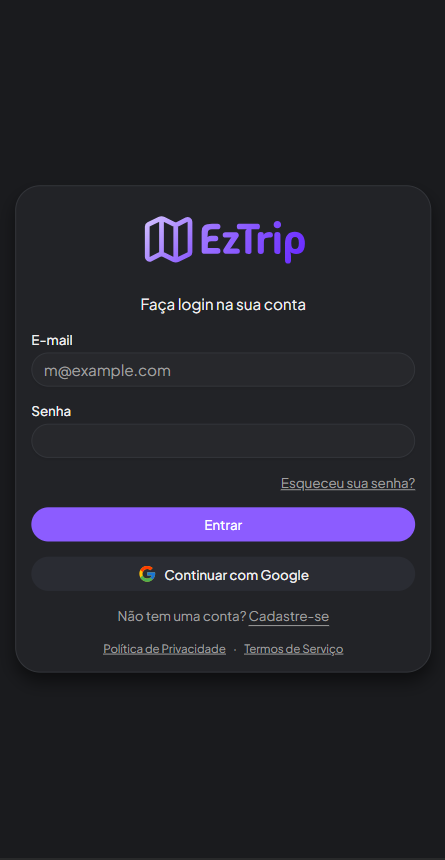 EzTrip
Faça login na sua conta
E-mail
m@example.com
Senha
Esqueceu sua senha?
Entrar
Continuar com Google
Não tem uma conta? Cadastre-se
Política de Privacidade · Termos de Serviço